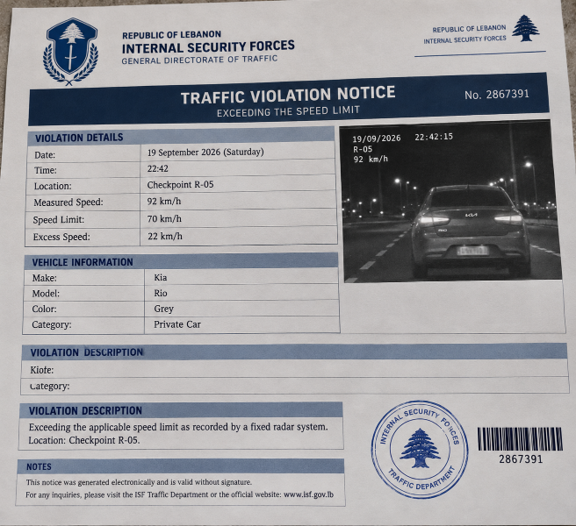 REPUBLIC OF LEBANON
INTERNAL SECURITY FORCES
GENERAL DIRECTORATE OF TRAFFIC
REPUBLIC OF LEBANON
INTERNAL SECURITY FORCES
TRAFFIC VIOLATION NOTICE
EXCEEDING THE SPEED LIMIT
No. 2867391
VIOLATION DETAILS
Date: 19 September 2026 (Saturday)
Time: 22:42
Location: Checkpoint R-05
Measured Speed: 92 km/h
Speed Limit: 70 km/h
Excess Speed: 22 km/h
19/09/2026 22:42:15
R-05
92 km/h
KIA
VEHICLE INFORMATION
Make: Kia
Model: Rio
Color: Grey
Category: Private Car
VIOLATION DESCRIPTION
Kiofe:
Category:
VIOLATION DESCRIPTION
Exceeding the applicable speed limit as recorded by a fixed radar system.
Location: Checkpoint R-05.
NOTES
This notice was generated electronically and is valid without signature.
For any inquiries, please visit the ISF Traffic Department or the official website: www.isf.gov.lb
INTERNAL SECURITY FORCES
TRAFFIC DEPARTMENT
2867391